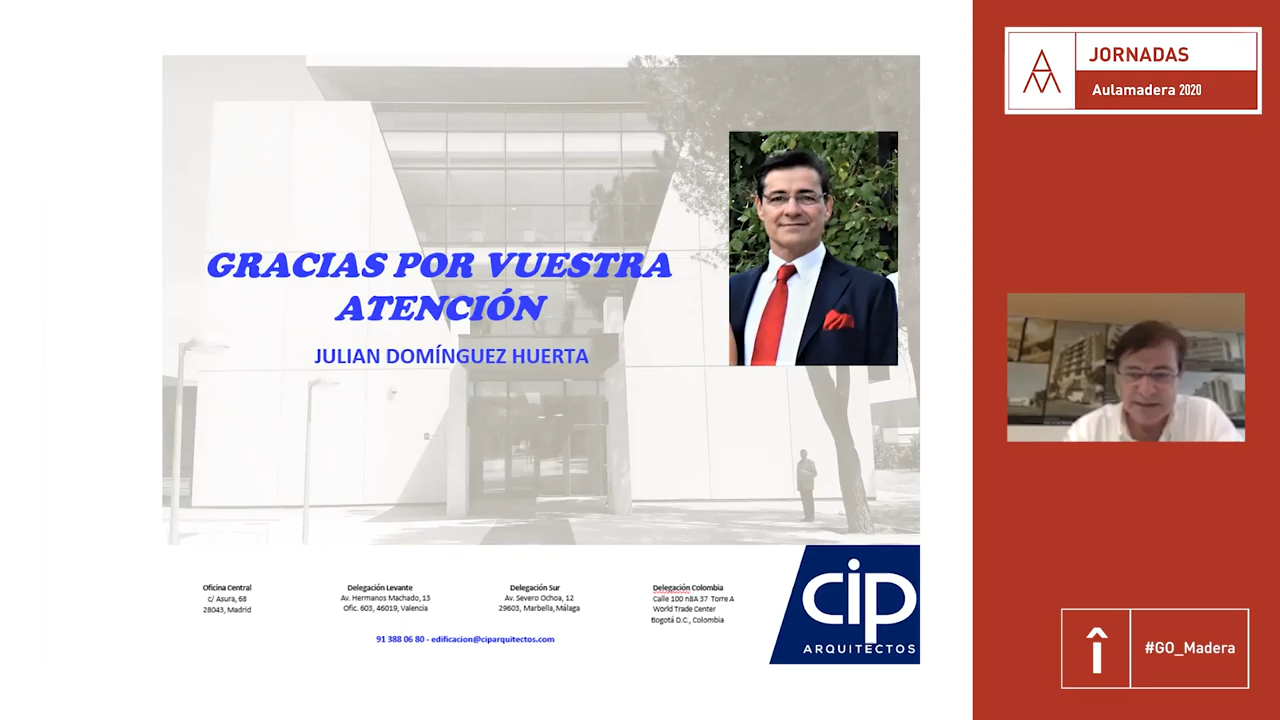 JORNADAS
Aulamadera 2020
GRACIAS POR VUESTRA
ATENCIÓN
JULIAN DOMÍNGUEZ HUERTA
Oficina Central
c/ Asura, 68
28043, Madrid
Delegación Levante
Av. Hermanos Machado, 13
Ofic. 603, 46019, Valencia
Delegación Sur
Av. Severo Ochoa, 12
29603, Marbella, Málaga
Delegación Colombia
Calle 100 n8A 37 Torre A
World Trade Center
Bogotá D.C., Colombia
91 388 06 80 - edificacion@ciparquitectos.com
cip
ARQUITECTOS
#GO_Madera